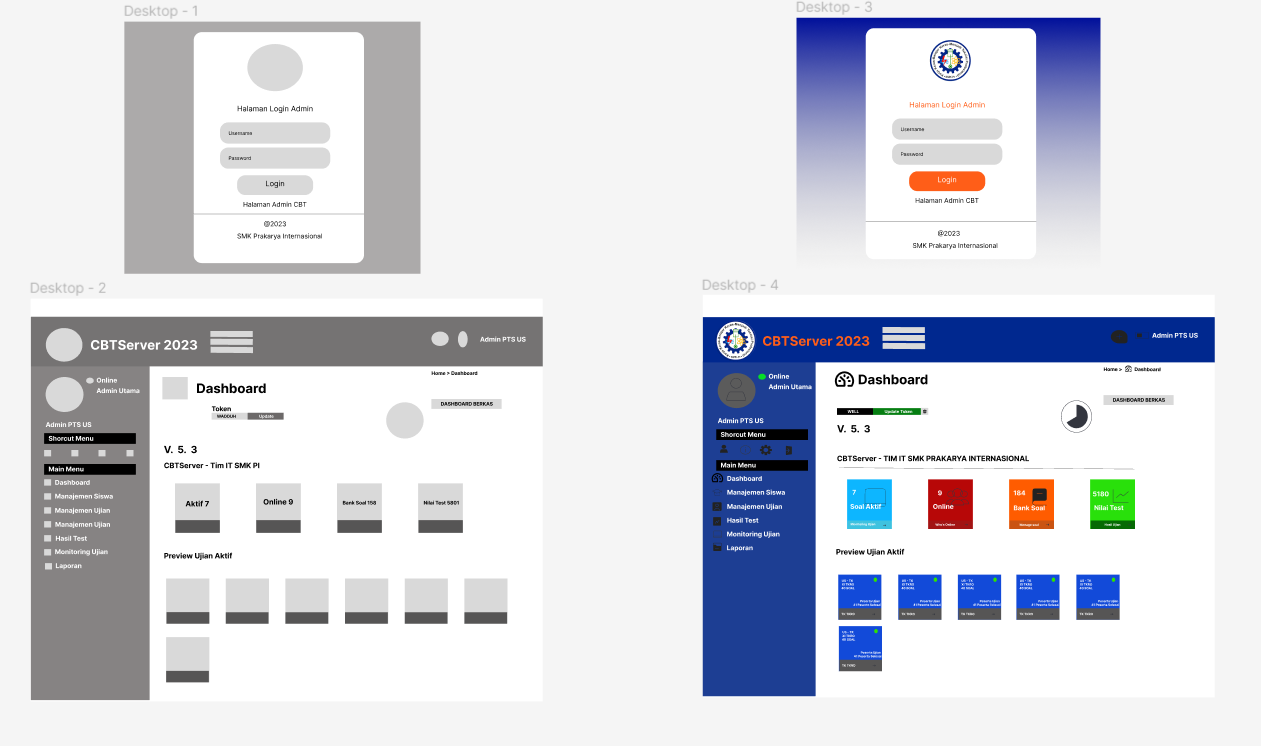 Desktop - 1
Halaman Login Admin
Username
Password
Login
Halaman Admin CBT
@2023
SMK Prakarya Internasional
Desktop - 3
Halaman Login Admin
Username
Password
Login
Halaman Admin CBT
@2023
SMK Prakarya Internasional
Desktop - 2
CBTServer 2023
Admin PTS US
Online
Admin Utama
Admin PTS US
Shorcut Menu
Main Menu
Dashboard
Manajemen Siswa
Manajemen Ujian
Manajemen Ujian
Hasil Test
Monitoring Ujian
Laporan
Home > Dashboard
Dashboard
DASHBOARD BERKAS
Token
WAODUH Update
V. 5. 3
CBTServer - Tim IT SMK PI
Aktif 7
Online 9
Bank Soal 158
Nilai Test 5801
Preview Ujian Aktif
Desktop - 4
CBTServer 2023
Admin PTS US
Online
Admin Utama
Admin PTS US
Shorcut Menu
Main Menu
Dashboard
Manajemen Siswa
Manajemen Ujian
Hasil Test
Monitoring Ujian
Laporan
Home > Dashboard
Dashboard
DASHBOARD BERKAS
WELL Update Token
V. 5. 3
CBTServer - TIM IT SMK PRAKARYA INTERNASIONAL
7
Soal Aktif
9
Online
Who's Online
184
Bank Soal
5180
Nilai Test
Hasil Ujian
Preview Ujian Aktif